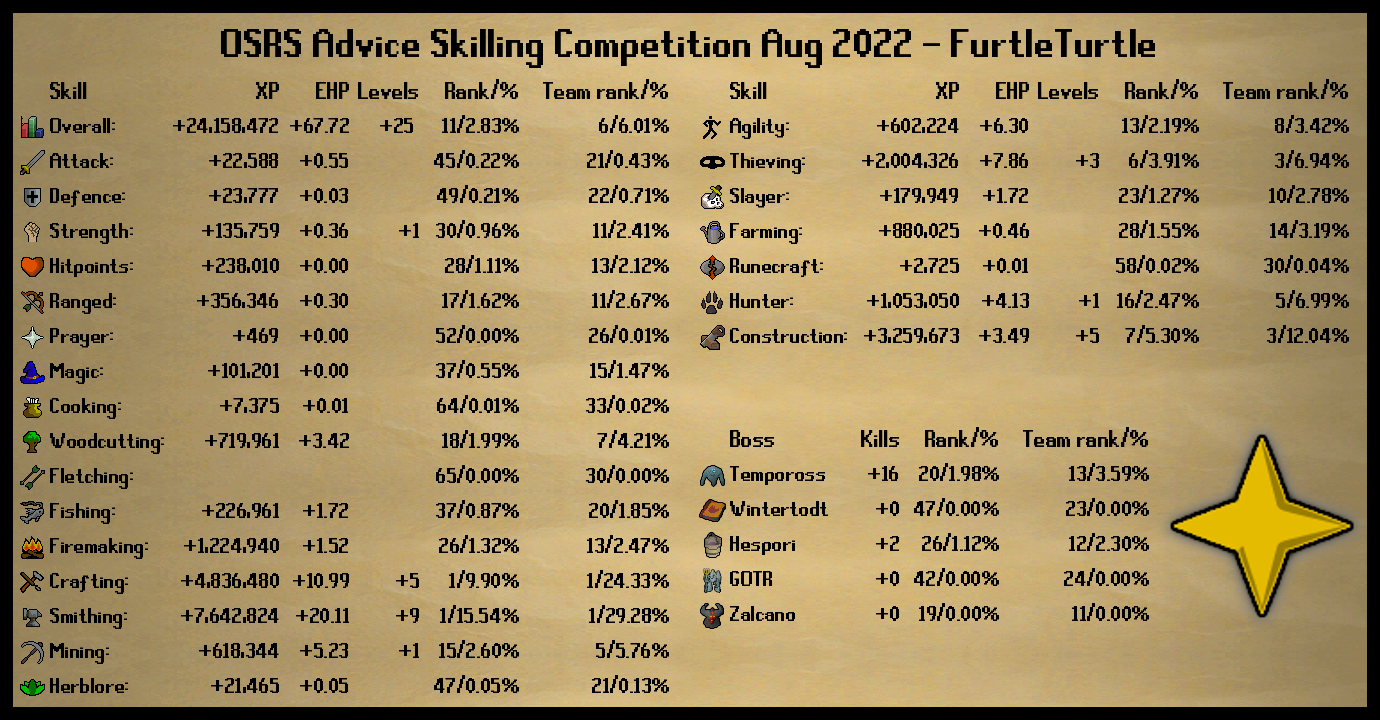 OSRS Advice Skilling Competition Aug 2022 - FurtleTurtle
Skill XP EHP Levels Rank/% Team rank/%
Overall: +24,158,472 +67.72 +25 11/2.83% 6/6.01%
Attack: +22,588 +0.55 45/0.22% 21/0.43%
Defence: +23,777 +0.03 49/0.21% 22/0.71%
Strength: +135,759 +0.36 +1 30/0.96% 11/2.41%
Hitpoints: +238,010 +0.00 28/1.11% 13/2.12%
Ranged: +356,346 +0.30 17/1.62% 11/2.67%
Prayer: +469 +0.00 52/0.00% 26/0.01%
Magic: +101,201 +0.00 37/0.55% 15/1.47%
Cooking: +7,375 +0.01 64/0.01% 33/0.02%
Woodcutting: +719,961 +3.42 18/1.99% 7/4.21%
Fletching: 65/0.00% 30/0.00%
Fishing: +226,961 +1.72 37/0.87% 20/1.85%
Firemaking: +1,224,940 +1.52 26/1.32% 13/2.47%
Crafting: +4,836,480 +10.99 +5 1/9.90% 1/24.33%
Smithing: +7,642,824 +20.11 +9 1/15.54% 1/29.28%
Mining: +618,344 +5.23 +1 15/2.60% 5/5.76%
Herblore: +21,465 +0.05 47/0.05% 21/0.13%
Skill XP EHP Levels Rank/% Team rank/%
Agility: +602,224 +6.30 13/2.19% 8/3.42%
Thieving: +2,004,326 +7.86 +3 6/3.91% 3/6.94%
Slayer: +179,949 +1.72 23/1.27% 10/2.78%
Farming: +880,025 +0.46 28/1.55% 14/3.19%
Runecraft: +2,725 +0.01 58/0.02% 30/0.04%
Hunter: +1,053,050 +4.13 +1 16/2.47% 5/6.99%
Construction: +3,259,673 +3.49 +5 7/5.30% 3/12.04%
Boss Kills Rank/% Team rank/%
Tempoross +16 20/1.98% 13/3.59%
Wintertodt +0 47/0.00% 23/0.00%
Hespori +2 26/1.12% 12/2.30%
GOTR +0 42/0.00% 24/0.00%
Zalcano +0 19/0.00% 11/0.00%